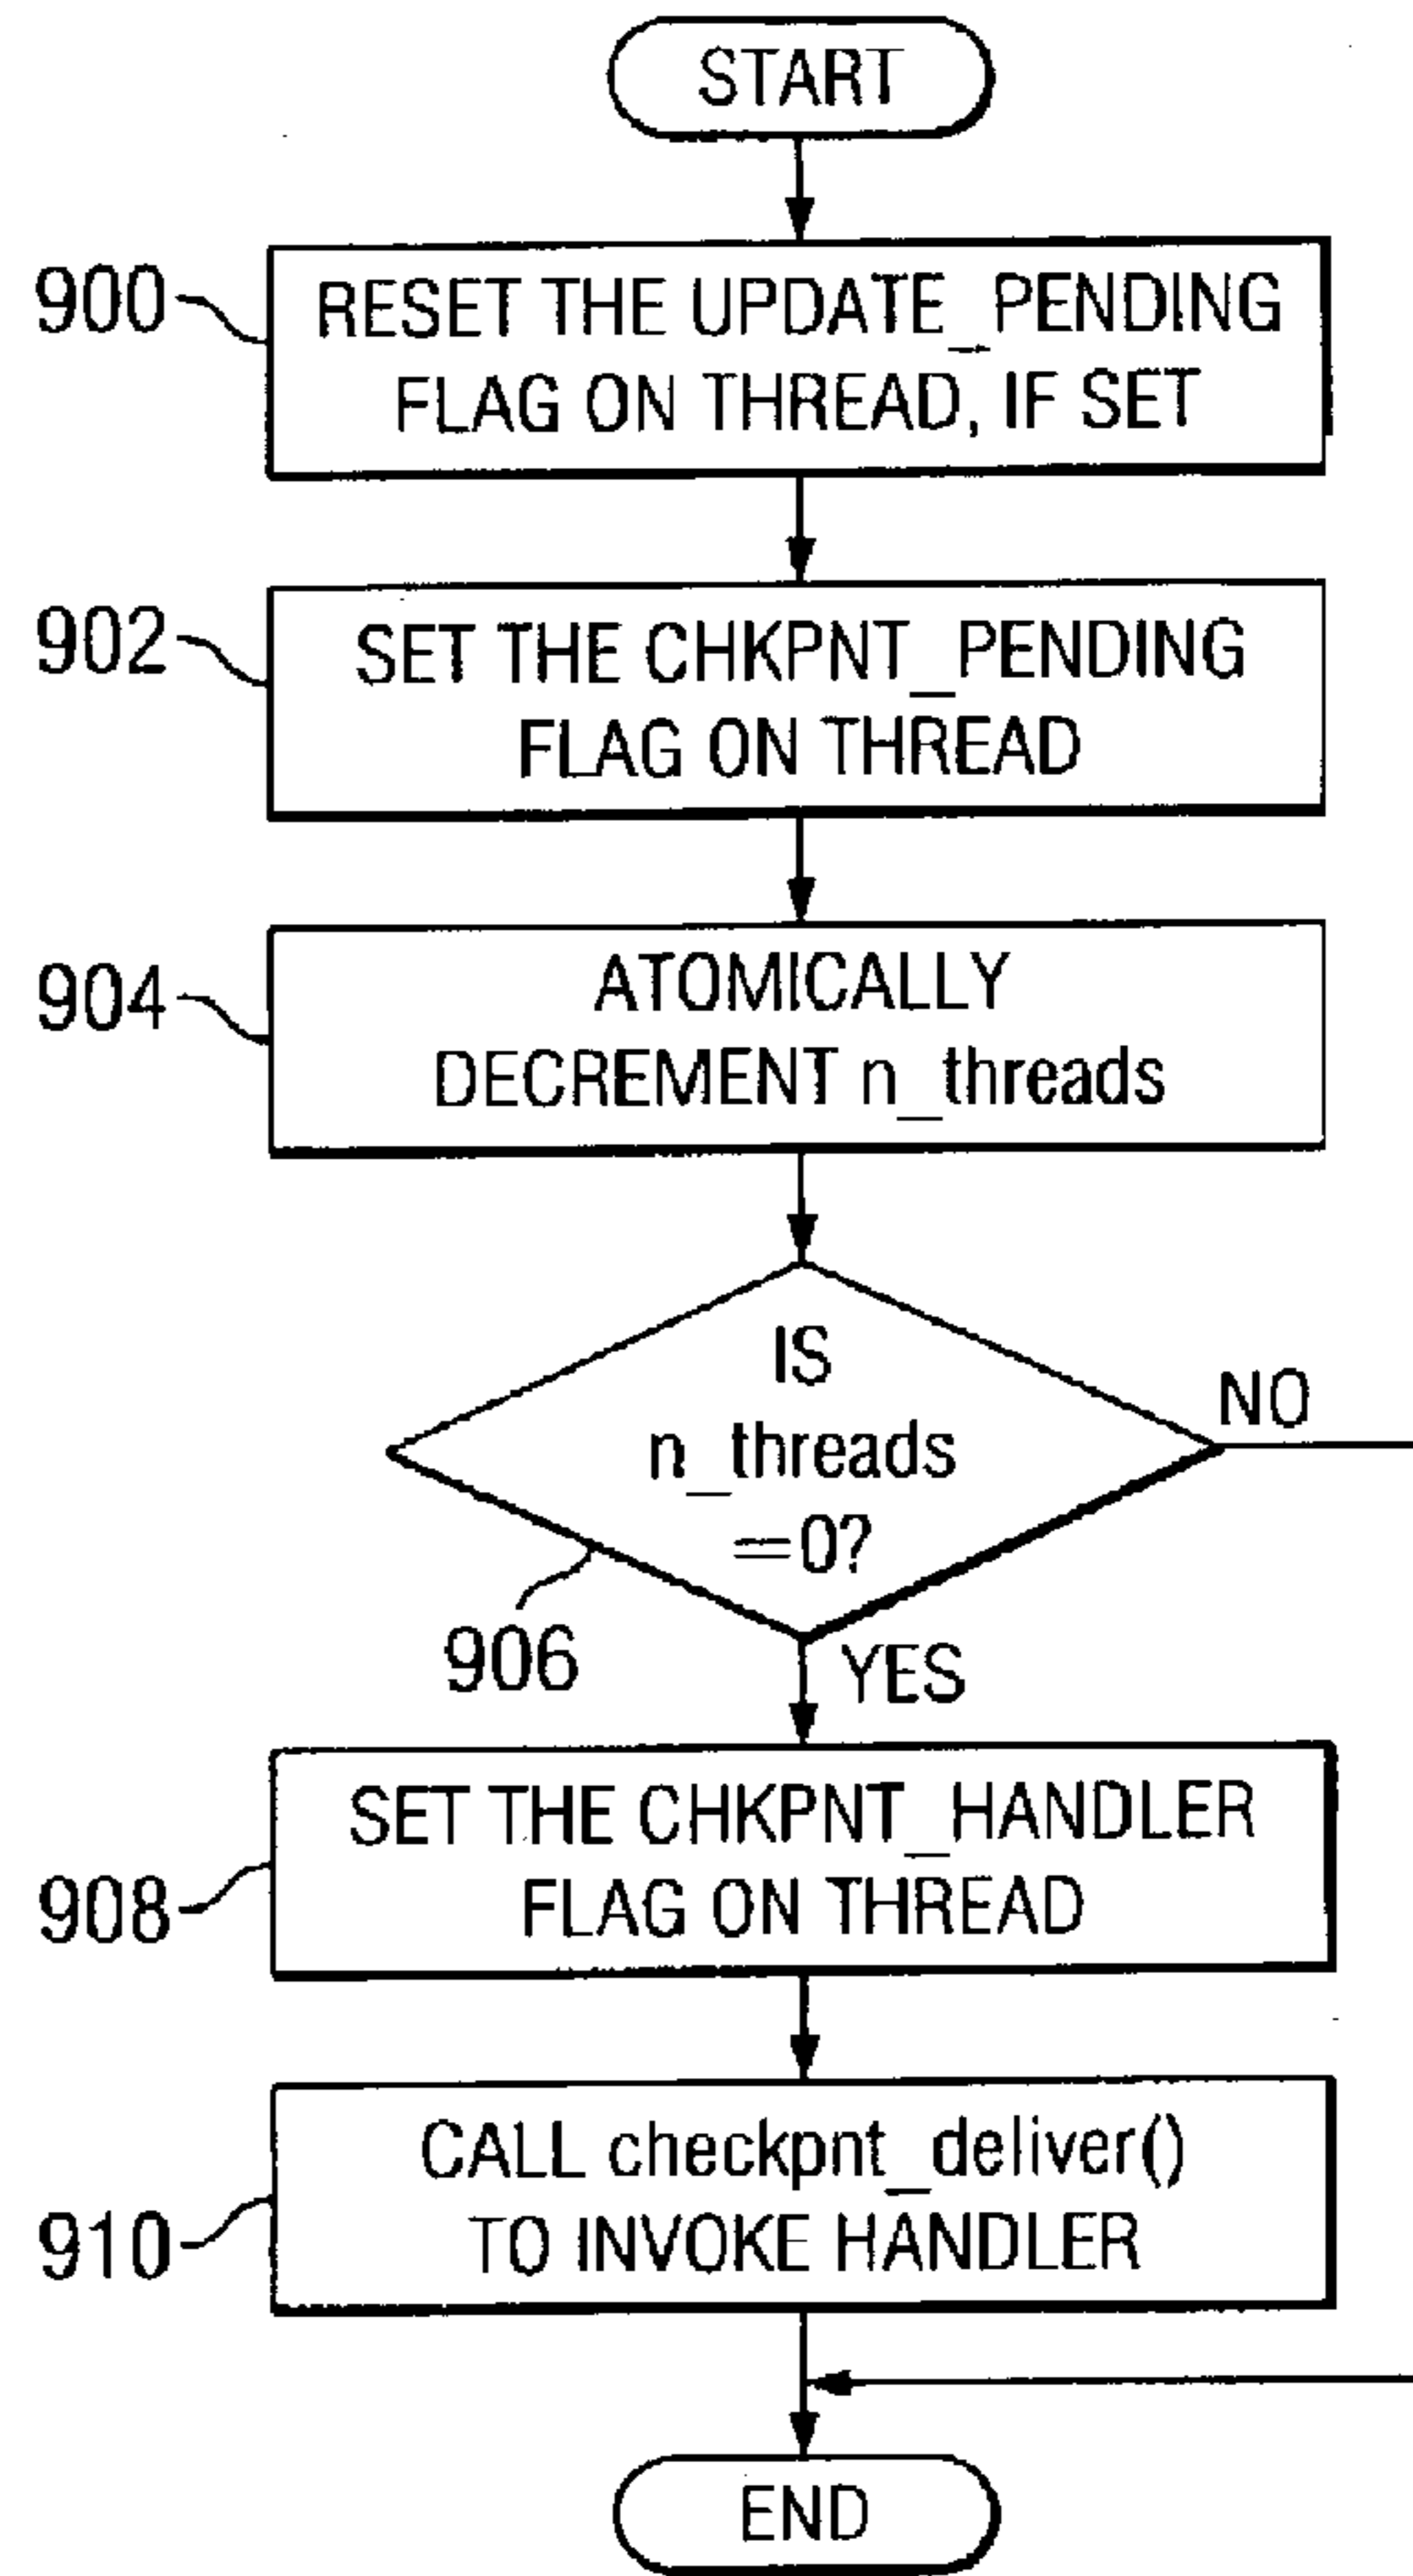 START
900
RESET THE UPDATE_PENDING
FLAG ON THREAD, IF SET
902
SET THE CHKPNT_PENDING
FLAG ON THREAD
904
ATOMICALLY
DECREMENT n_threads
IS
n_threads
=0?
NO
906
YES
908
SET THE CHKPNT_HANDLER
FLAG ON THREAD
910
CALL checkpnt_deliver()
TO INVOKE HANDLER
END